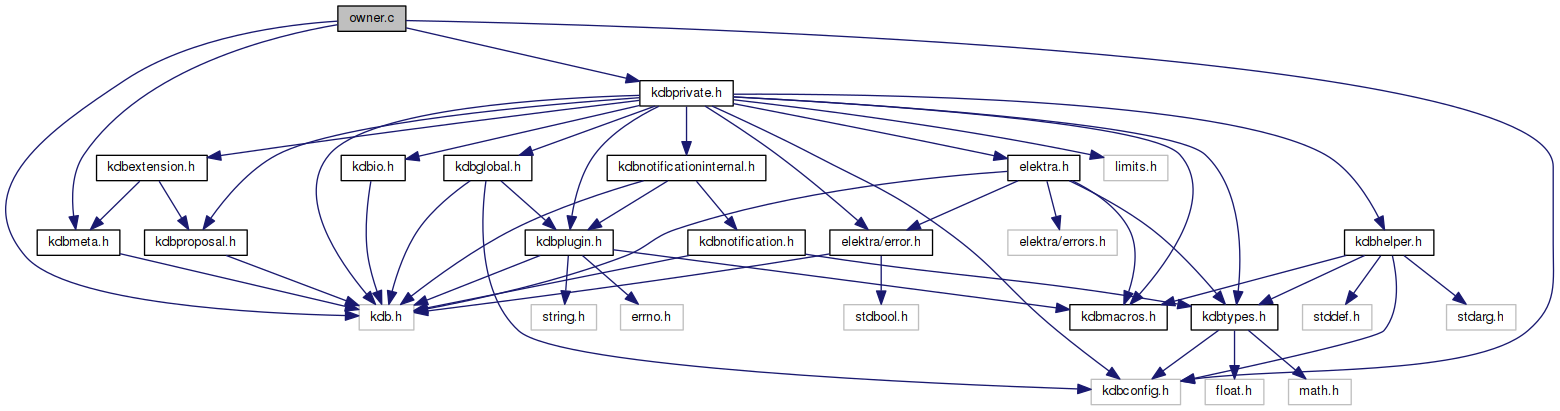 owner.c
kdbprivate.h
kdbextension.h
kdbio.h
kdbglobal.h
kdbnotificationinternal.h
elektra.h
limits.h
kdbmeta.h
kdbproposal.h
kdbplugin.h
kdbnotification.h
elektra/error.h
elektra/errors.h
kdbhelper.h
kdb.h
string.h
errno.h
stdbool.h
kdbmacros.h
kdbtypes.h
stddef.h
stdarg.h
kdbconfig.h
float.h
math.h